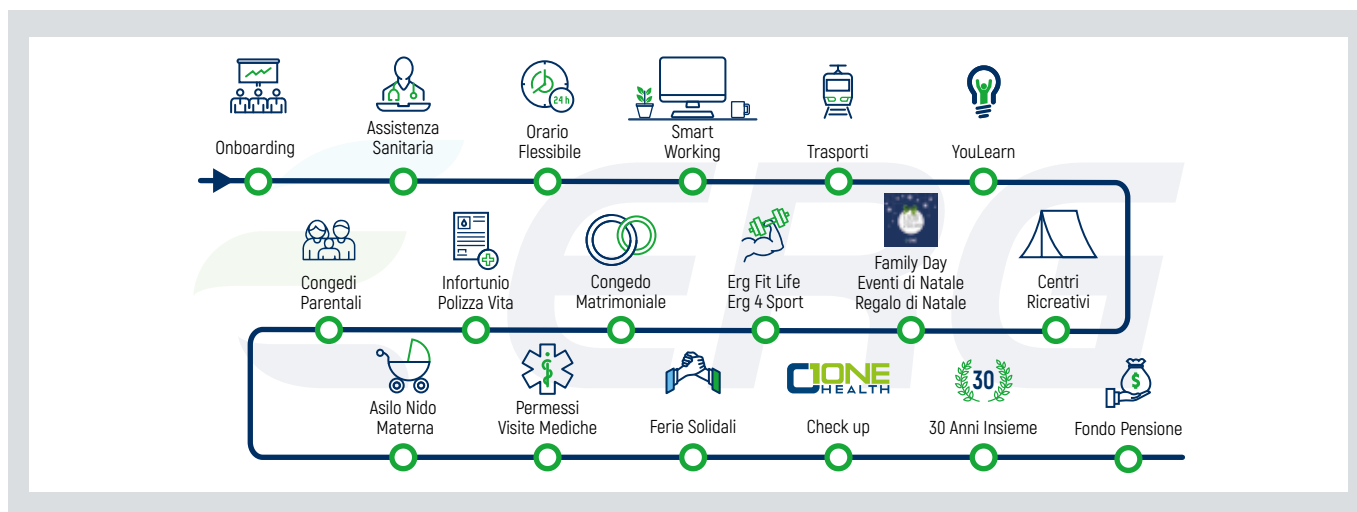 Onboarding
Assistenza
Sanitaria
24 h
Orario
Flessibile
Smart
Working
Trasporti
YouLearn
ERG
Congedi
Parentali
Infortunio
Polizza Vita
Congedo
Matrimoniale
Erg Fit Life
Erg 4 Sport
Family Day
Eventi di Natale
Regalo di Natale
Centri
Ricreativi
Asilo Nido
Materna
Permessi
Visite Mediche
Ferie Solidali
ONE
HEALTH
Check up
30
30 Anni Insieme
$
Fondo Pensione